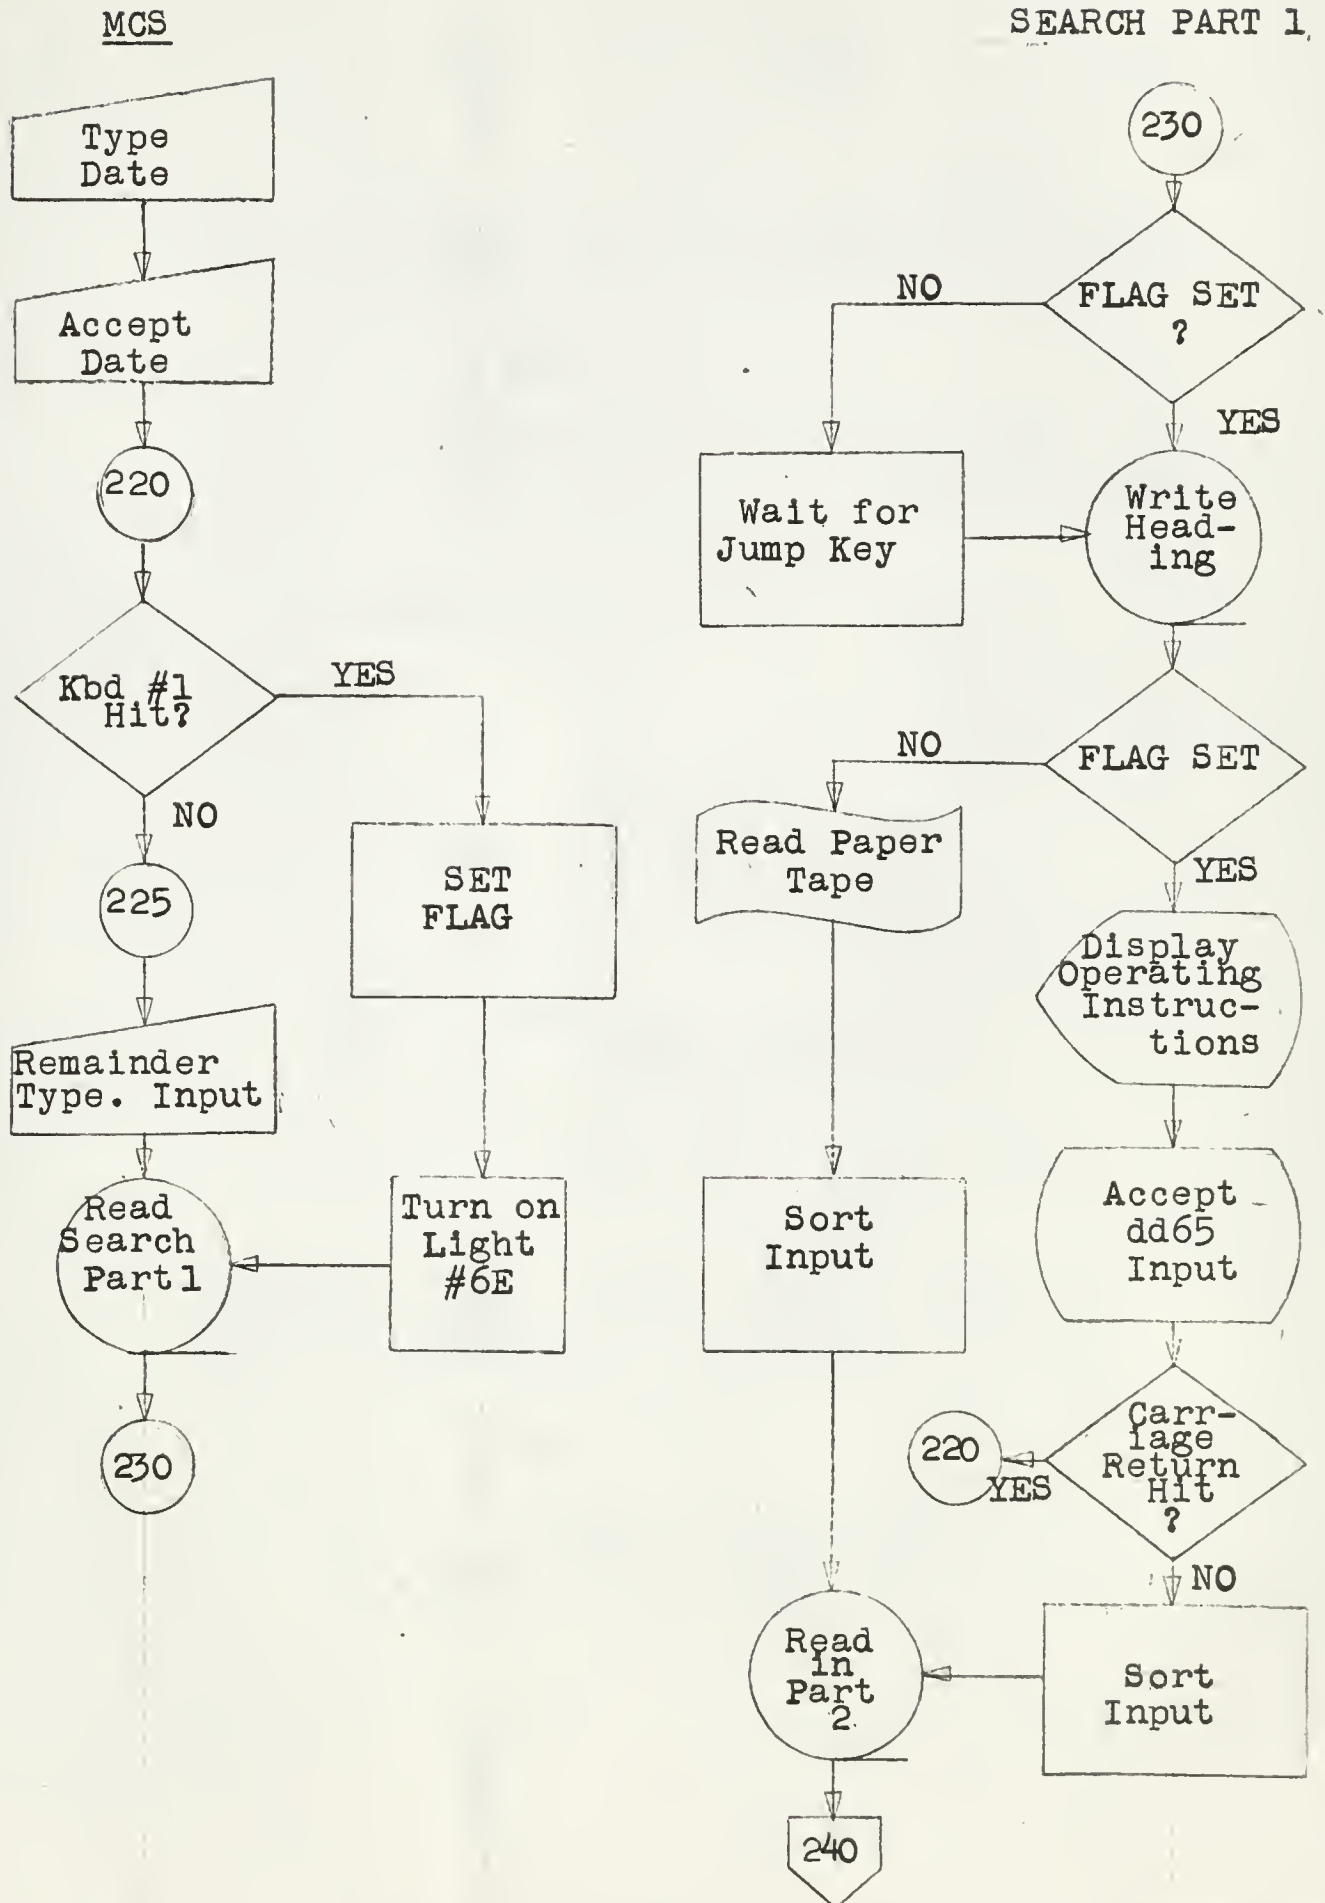 MCS
Type
Date
Accept
Date
220
Kbd #1
Hit?
YES
NO
225
SET
FLAG
Remainder
Type. Input
Read
Search
Part1
Turn on
Light
#6E
230
SEARCH PART 1
230
FLAG SET
?
NO
YES
Wait for
Jump Key
Write
Head-
ing
FLAG SET
NO
YES
Read Paper
Tape
Display
Operating
Instruc-
tions
Accept
dd65
Input
Sort
Input
Carr-
iage
Return
Hit
?
220
YES
NO
Read
in
Part
2
Sort
Input
240